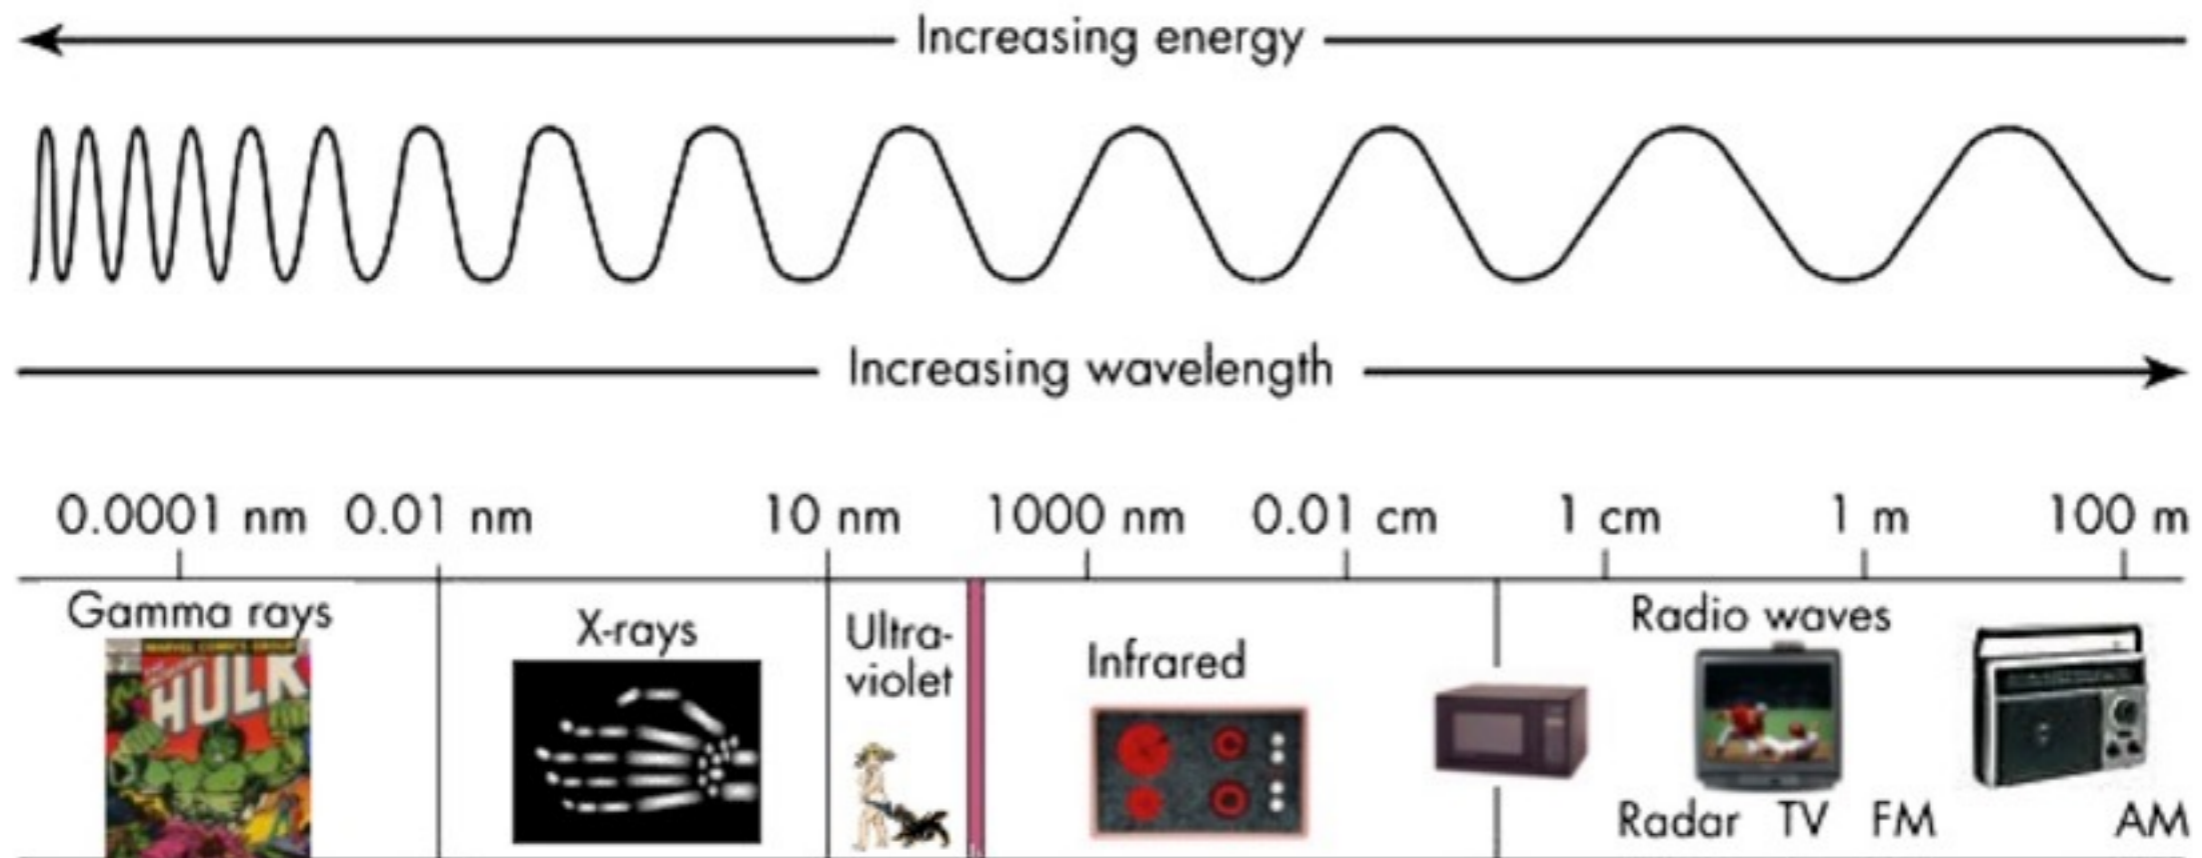 Increasing energy
Increasing wavelength
0.0001 nm 0.01 nm 10 nm 1000 nm 0.01 cm 1 cm 1 m 100 m
Gamma rays
X-rays
Ultra-
violet
Infrared
Radio waves
HULK
Radar TV FM AM